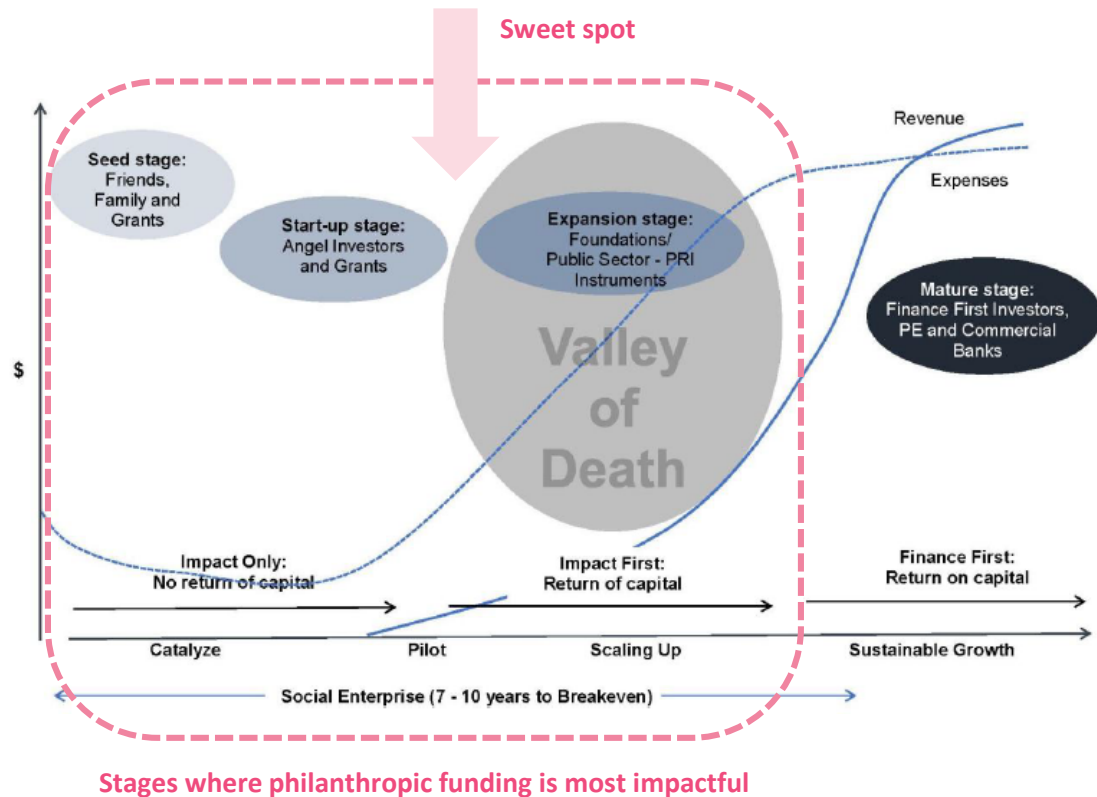 Sweet spot
Revenue
Expenses
Seed stage:
Friends,
Family and
Grants
Start-up stage:
Angel Investors
and Grants
Expansion stage:
Foundations/
Public Sector - PRI
Instruments
Mature stage:
Finance First Investors,
PE and Commercial
Banks
$
Valley
of
Death
Impact Only:
No return of capital
Impact First:
Return of capital
Finance First:
Return on capital
Catalyze
Pilot
Scaling Up
Sustainable Growth
Social Enterprise (7 - 10 years to Breakeven)
Stages where philanthropic funding is most impactful